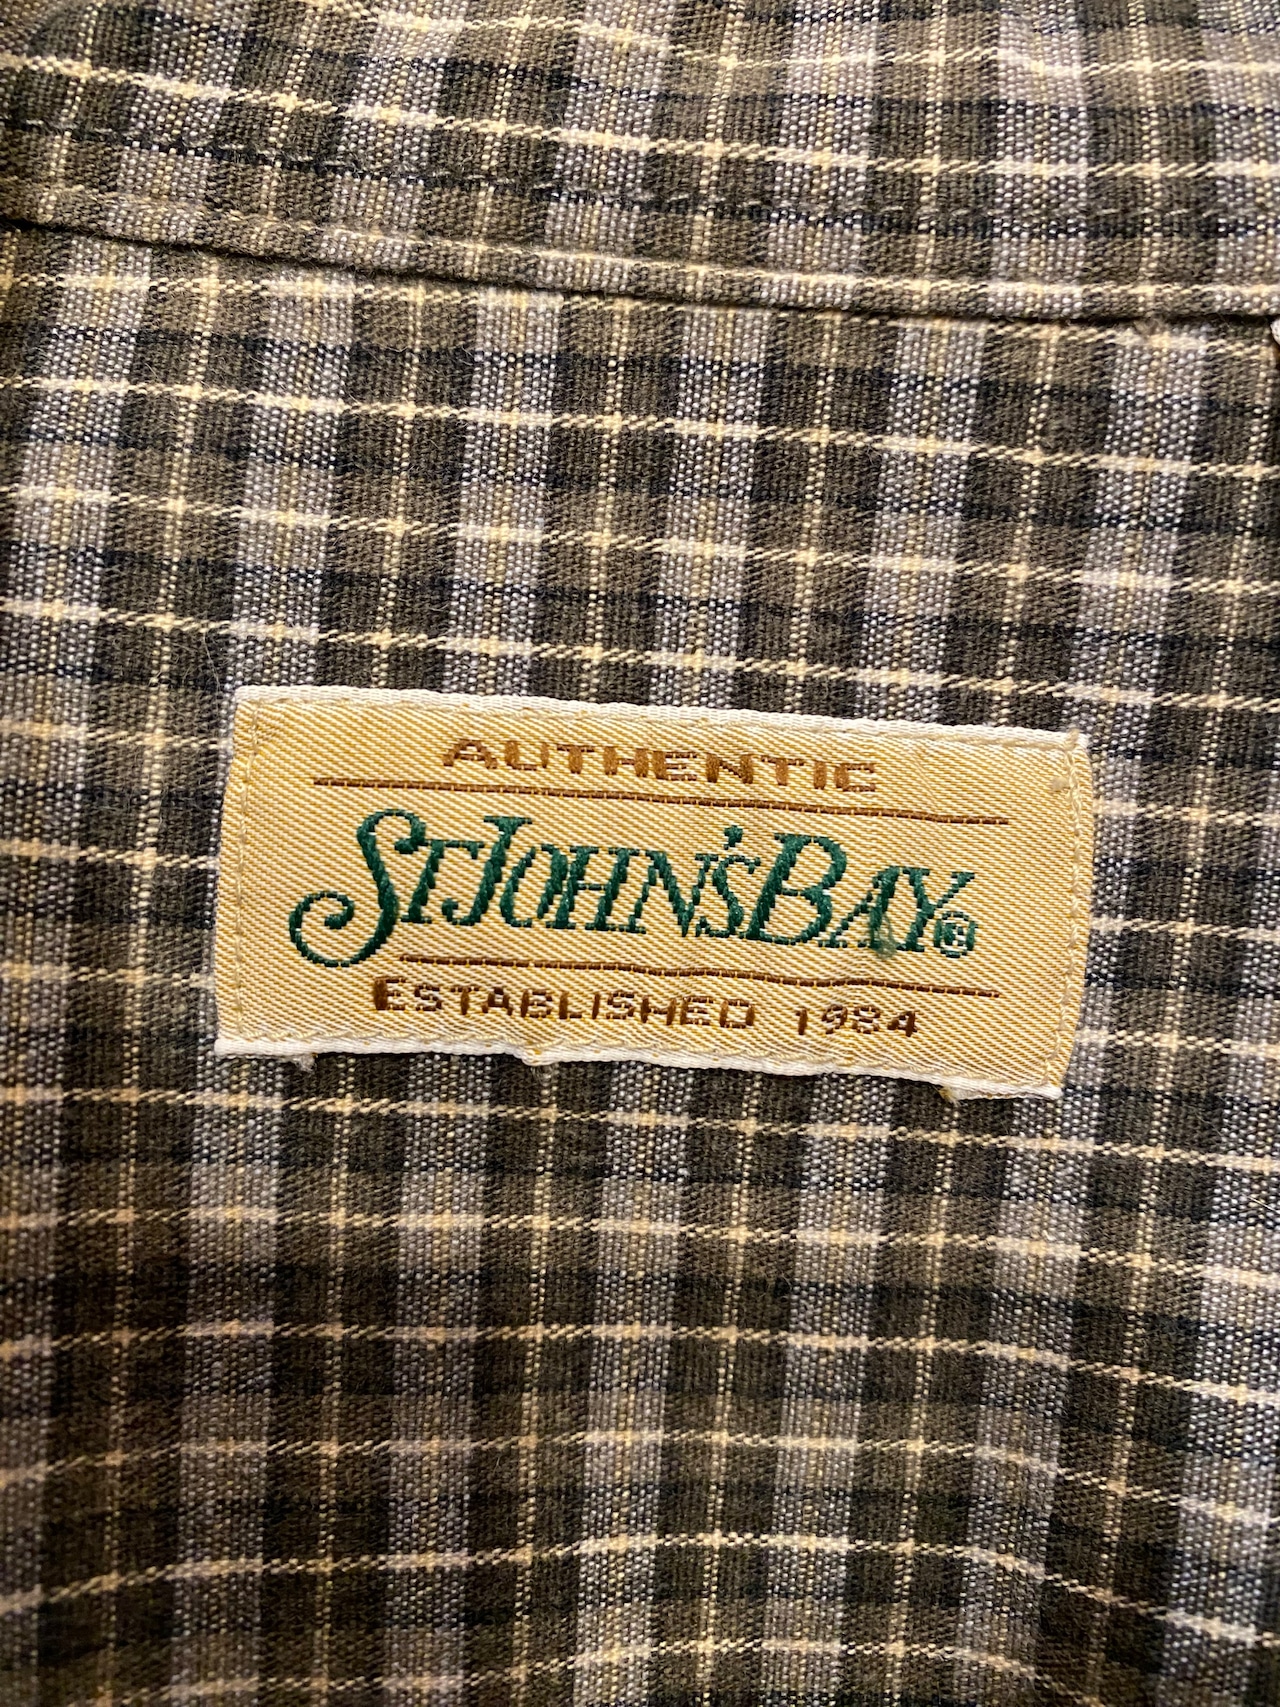 AUTHENTIC
ST. JOHN'S BAY®
ESTABLISHED 1984